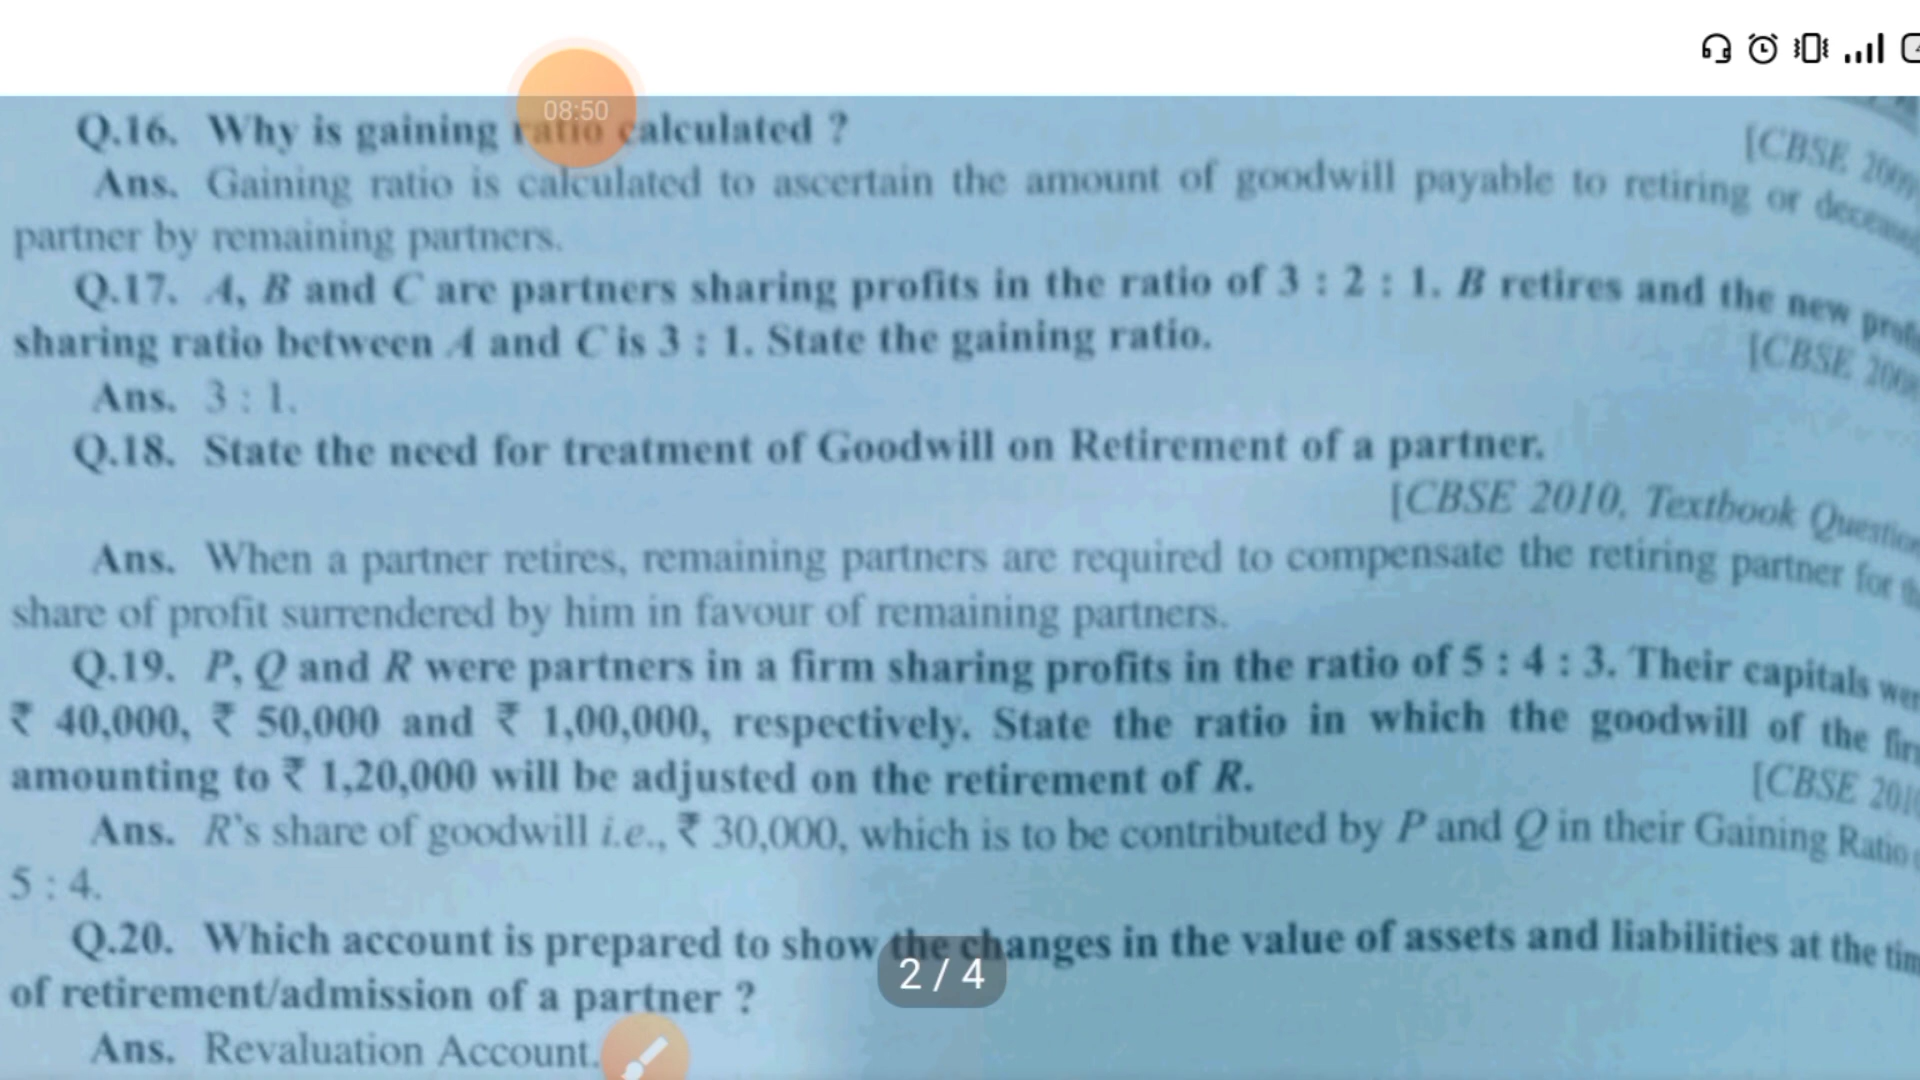 08:50
Q.16. Why is gaining ratio calculated ?
[CBSE
Ans. Gaining ratio is calculated to ascertain the amount of goodwill payable to retiring or
partner by remaining partners.
Q.17. A, B and C are partners sharing profits in the ratio of 3 : 2 : 1. B retires and the new
sharing ratio between A and C is 3 : 1. State the gaining ratio.
[CBSE
Ans. 3 : 1.
Q.18. State the need for treatment of Goodwill on Retirement of a partner.
[CBSE 2010, Textbook
Ans. When a partner retires, remaining partners are required to compensate the retiring partner for
share of profit surrendered by him in favour of remaining partners.
Q.19. P, Q and R were partners in a firm sharing profits in the ratio of 5 : 4 : 3. Their capitals
₹ 40,000, ₹ 50,000 and ₹ 1,00,000, respectively. State the ratio in which the goodwill of the
amounting to ₹ 1,20,000 will be adjusted on the retirement of R.
[CBSE
Ans. R's share of goodwill i.e., ₹ 30,000, which is to be contributed by P and Q in their Gaining Ratio
5 : 4.
Q.20. Which account is prepared to show the changes in the value of assets and liabilities at the
of retirement/admission of a partner ?
2 / 4
Ans. Revaluation Account.